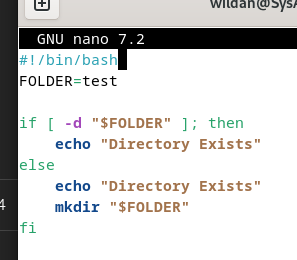 wildan@SysA
GNU nano 7.2
#!/bin/bash
FOLDER=test
if [ -d "$FOLDER" ]; then
    echo "Directory Exists"
else
    echo "Directory Exists"
    mkdir "$FOLDER"
fi
4